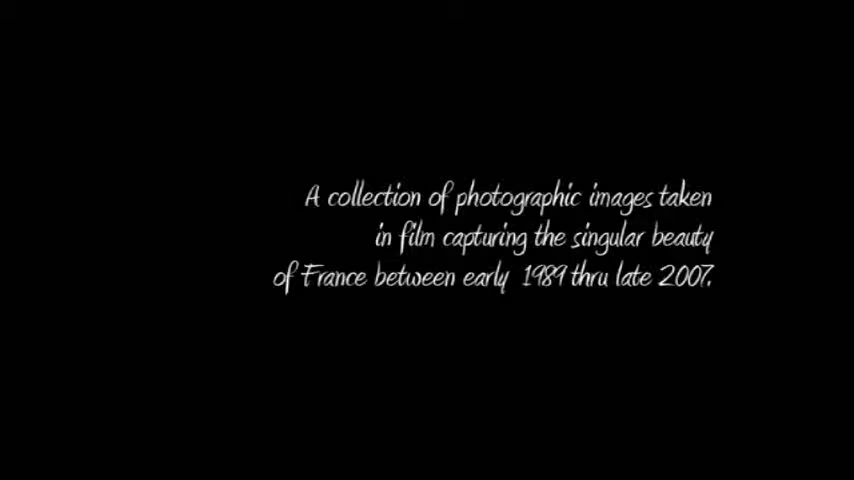 A collection of photographic images taken
in film capturing the singular beauty
of France between early 1989 thru late 2007.